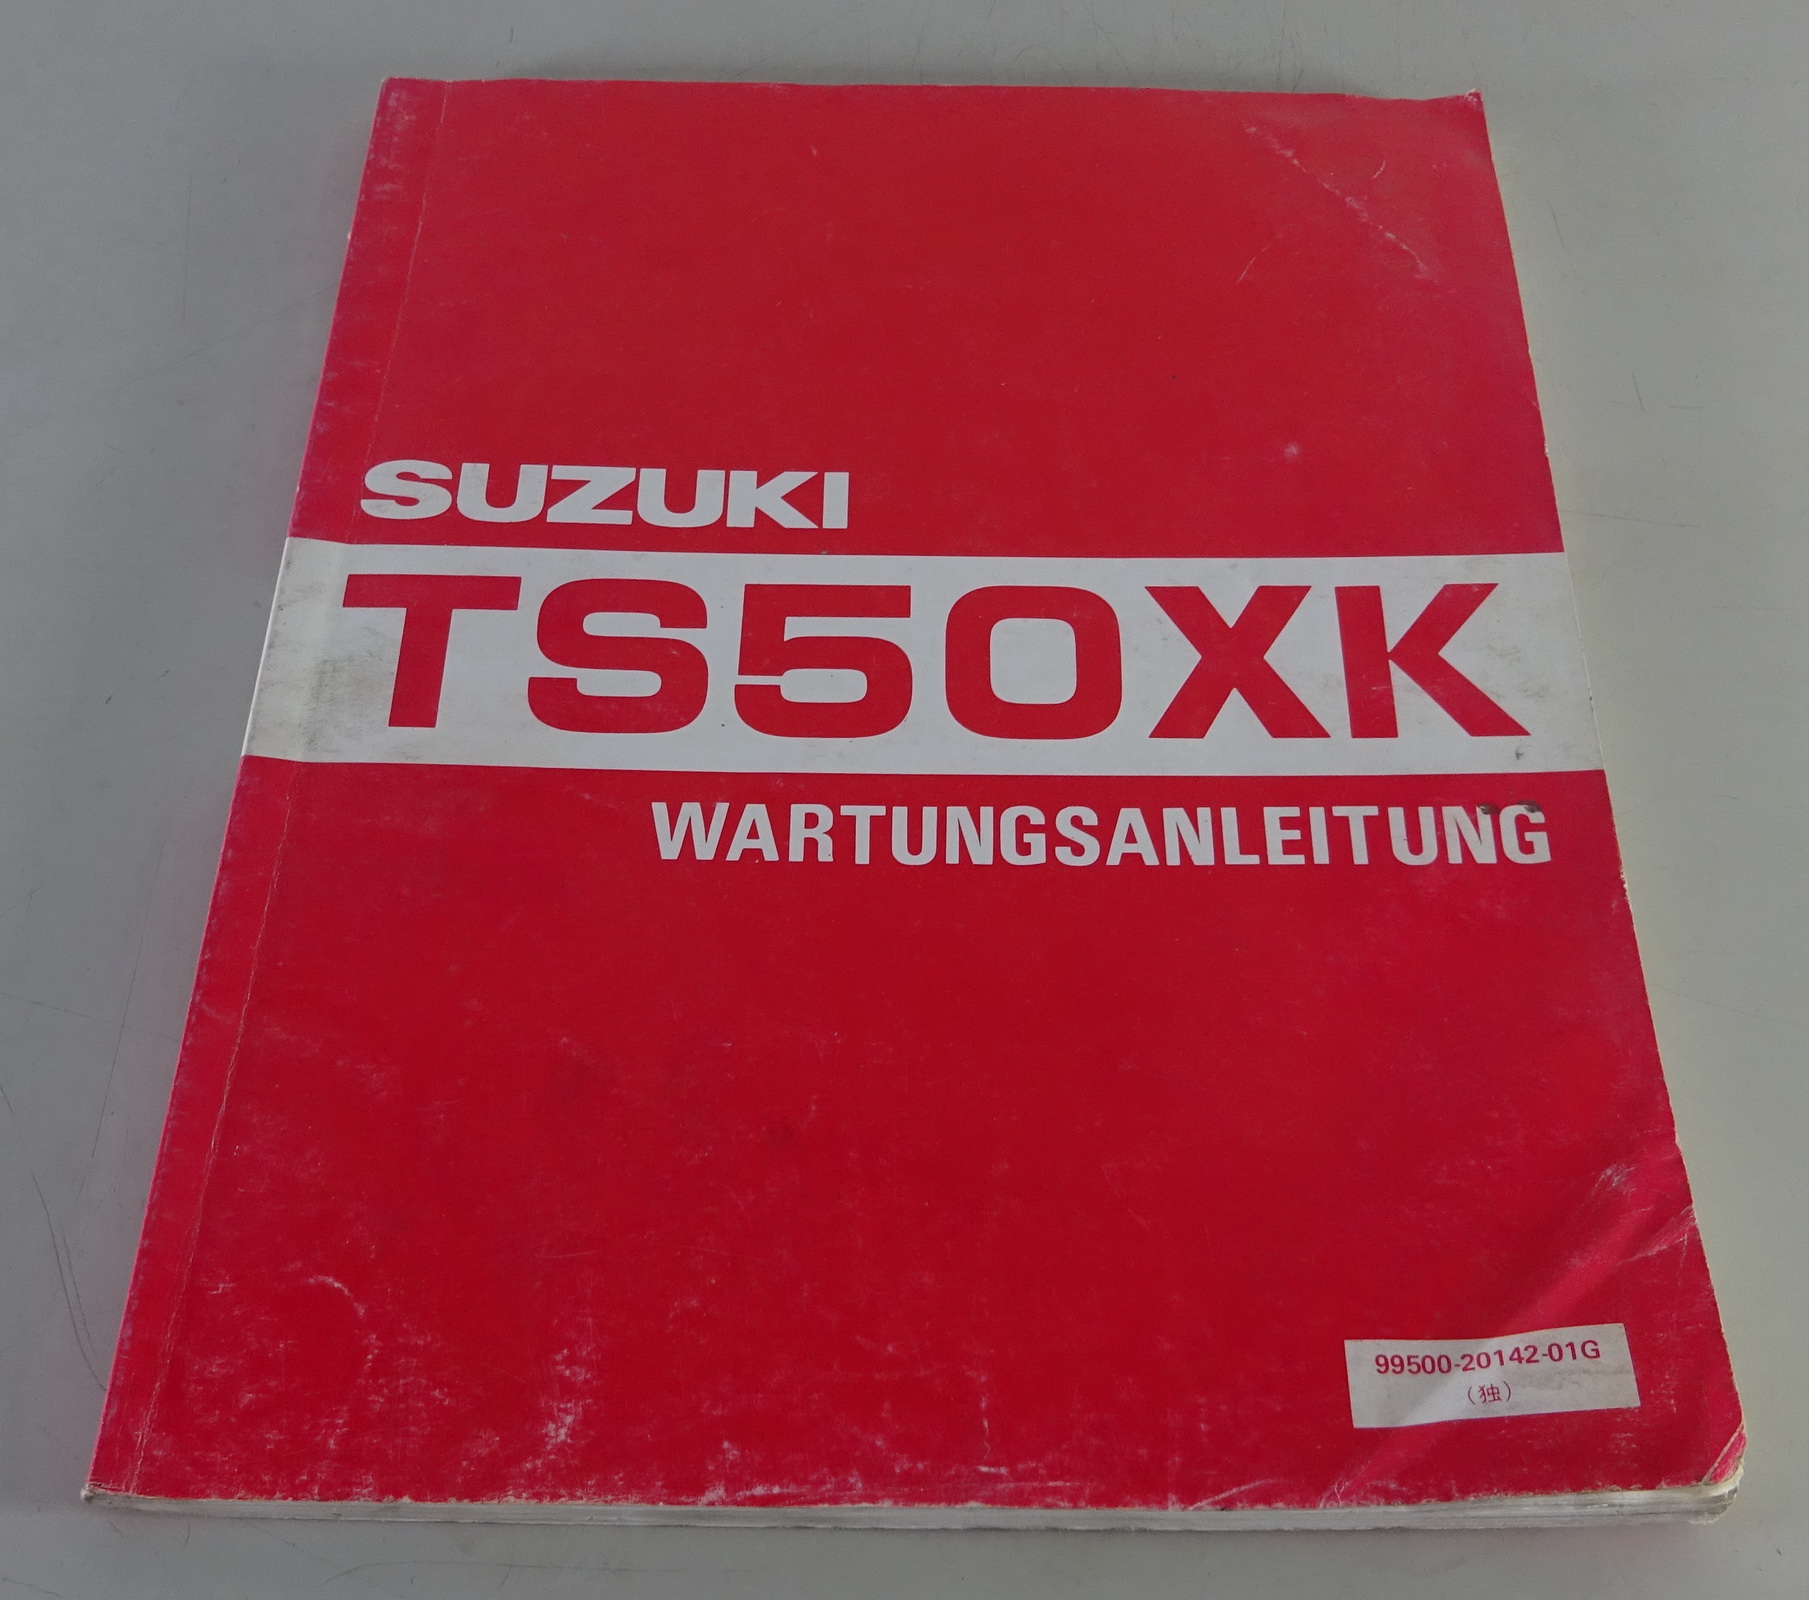 SUZUKI
TS50XK
WARTUNGSANLEITUNG
99500-20142-01G
(独)